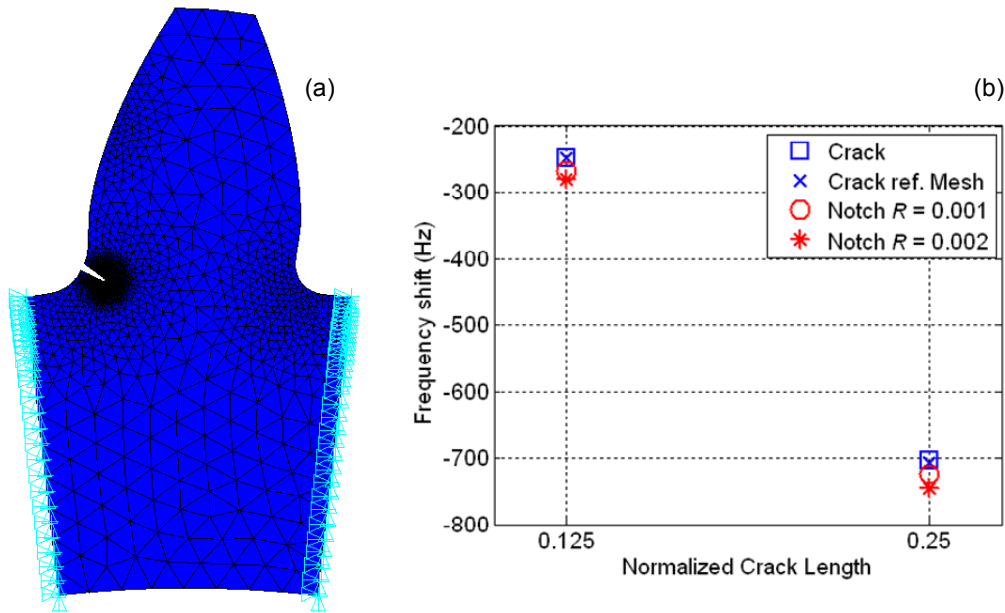 (a)
(b)
Frequency shift (Hz)
-200
-300
-400
-500
-600
-700
-800
Crack
Crack ref. Mesh
Notch R = 0.001
Notch R = 0.002
0.125
0.25
Normalized Crack Length